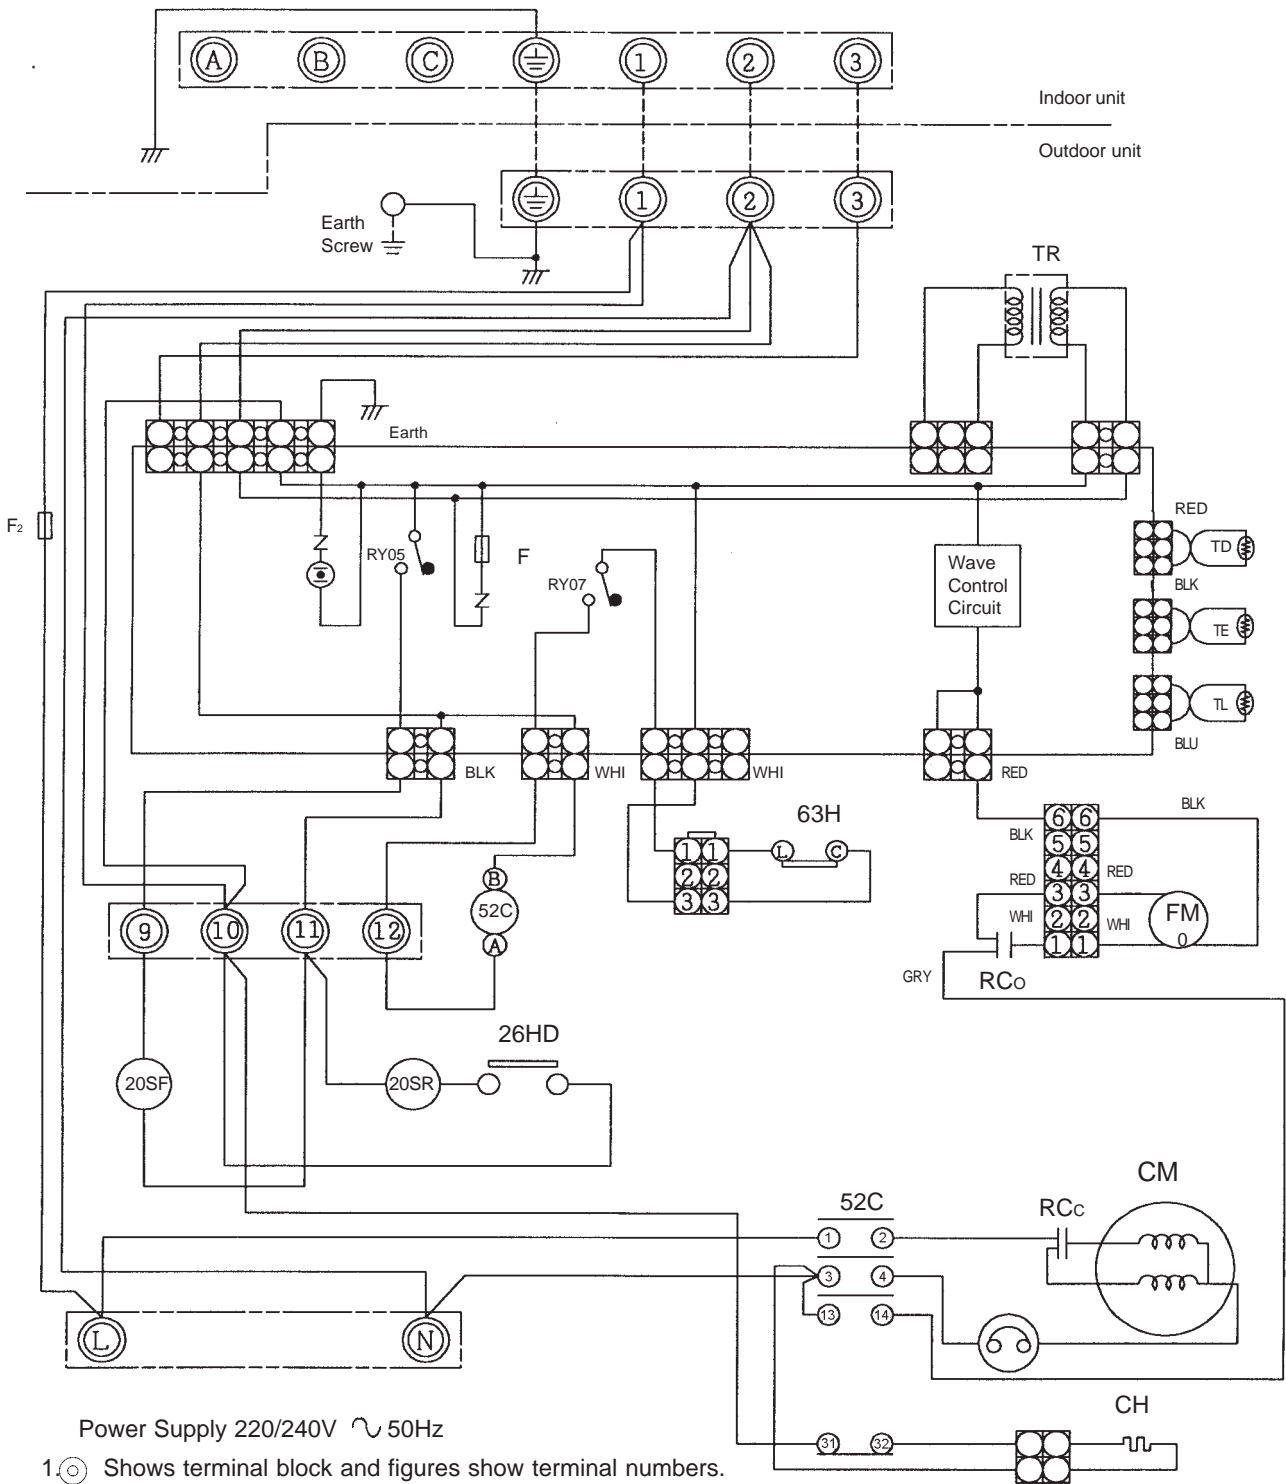 A B C 1 2 3
Indoor unit
Outdoor unit
1 2 3
Earth
Screw
TR
Earth
F2
RY05
F
RY07
Wave
Control
Circuit
RED
TD
BLK
TE
TL
BLU
BLK
WHI
WHI
RED
63H
L C
1 1
2 2
3 3
BLK
BLK
6 6
5 5
4 4
3 3
2 2
1 1
RED
RED
WHI
WHI
FM
0
GRY
RCO
9 10 11 12
B
52C
A
26HD
20SF
20SR
CM
52C
RCC
1 2
3 4
13 14
L N
CH
31 32
Power Supply 220/240V 50Hz
1. Shows terminal block and figures show terminal numbers.